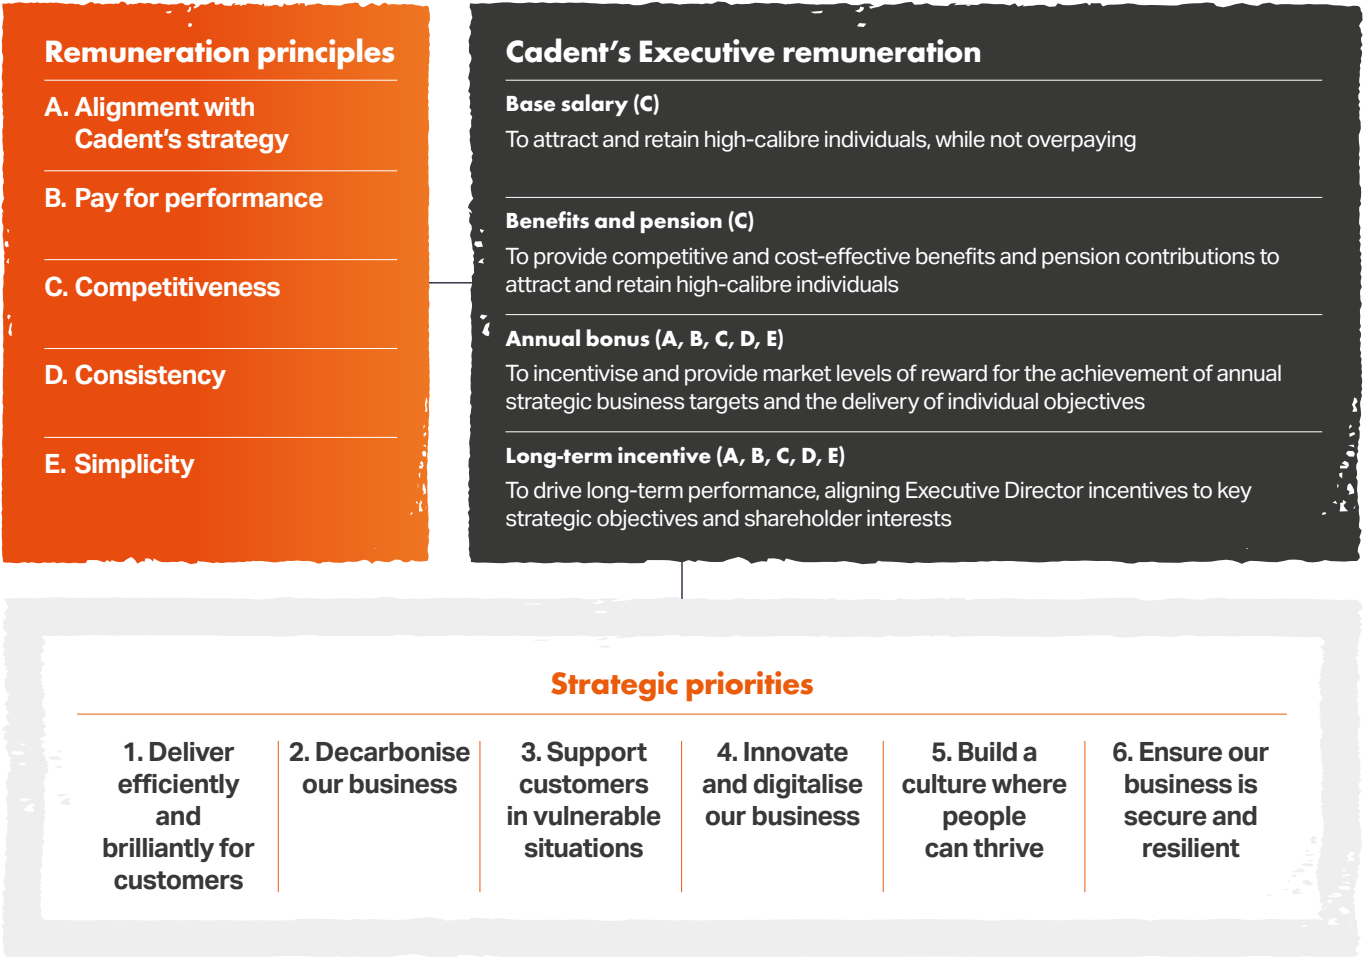 Remuneration principles
A. Alignment with
Cadent’s strategy
B. Pay for performance
C. Competitiveness
D. Consistency
E. Simplicity
Cadent’s Executive remuneration
Base salary (C)
To attract and retain high-calibre individuals, while not overpaying
Benefits and pension (C)
To provide competitive and cost-effective benefits and pension contributions to
attract and retain high-calibre individuals
Annual bonus (A, B, C, D, E)
To incentivise and provide market levels of reward for the achievement of annual
strategic business targets and the delivery of individual objectives
Long-term incentive (A, B, C, D, E)
To drive long-term performance, aligning Executive Director incentives to key
strategic objectives and shareholder interests
Strategic priorities
1. Deliver
efficiently
and
brilliantly for
customers
2. Decarbonise
our business
3. Support
customers
in vulnerable
situations
4. Innovate
and digitalise
our business
5. Build a
culture where
people
can thrive
6. Ensure our
business is
secure and
resilient